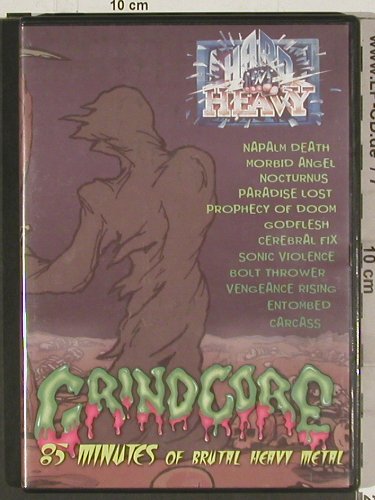 10 cm
HARD 'N' HEAVY
NAPALM DEATH
MORBID ANGEL
NOCTURNUS
PARADISE LOST
PROPHECY OF DOOM
GODFLESH
CEREBRAL FIX
SONIC VIOLENCE
BOLT THROWER
VENGEANCE RISING
ENTOMBED
CARCASS
GRINDCORE
85 MINUTES OF BRUTAL HEAVY METAL
10 cm